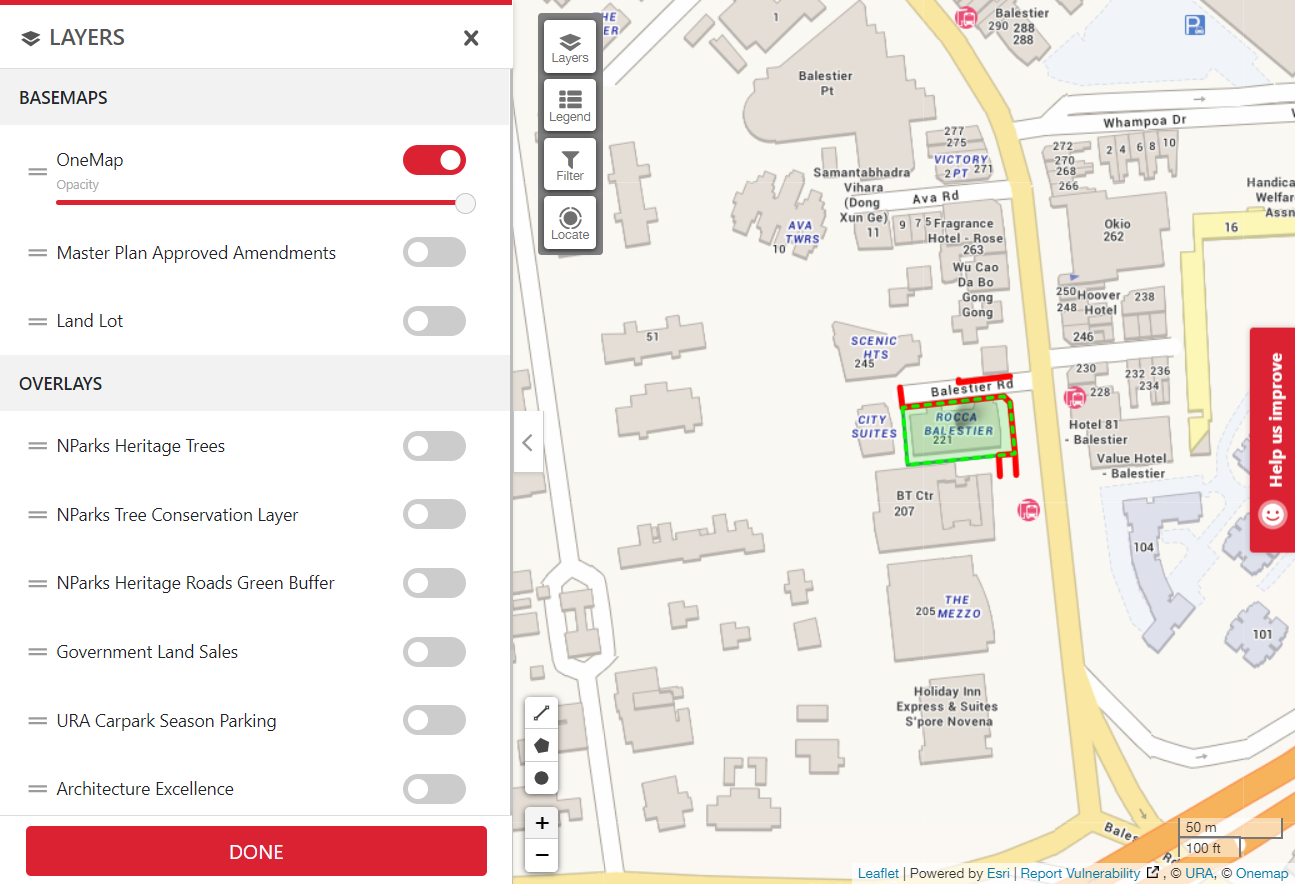 LAYERS
BASEMAPS
OneMap
Opacity
Master Plan Approved Amendments
Land Lot
OVERLAYS
NParks Heritage Trees
NParks Tree Conservation Layer
NParks Heritage Roads Green Buffer
Government Land Sales
URA Carpark Season Parking
Architecture Excellence
DONE
Layers
Legend
Filter
Locate
1
Balestier
290 288
288
Balestier
Pt
Whampoa Dr
277
275
VICTORY
2 PT 271
272
270
268
266
2 4 6 8 10
Samantabhadra
Vihara
(Dong
Xun Ge)
11
Ava Rd
9 7 5
Fragrance
Hotel - Rose
263
AVA
TWRS
10
Handica
Welfar
Assn
Okio
262
16
Wu Cao
Da Bo
Gong
Gong
250
248
Hoover
Hotel
238
246
51
SCENIC
HTS
245
230
232 236
234
228
Balestier Rd
CITY
SUITES
ROCCA
BALESTIER
221
Hotel 81
- Balestier
Value Hotel
- Balestier
BT Ctr
207
104
205
THE
MEZZO
101
Holiday Inn
Express & Suites
S'pore Novena
Help us improve
+
−
50 m
100 ft
Leaflet | Powered by Esri | Report Vulnerability , © URA, © Onemap